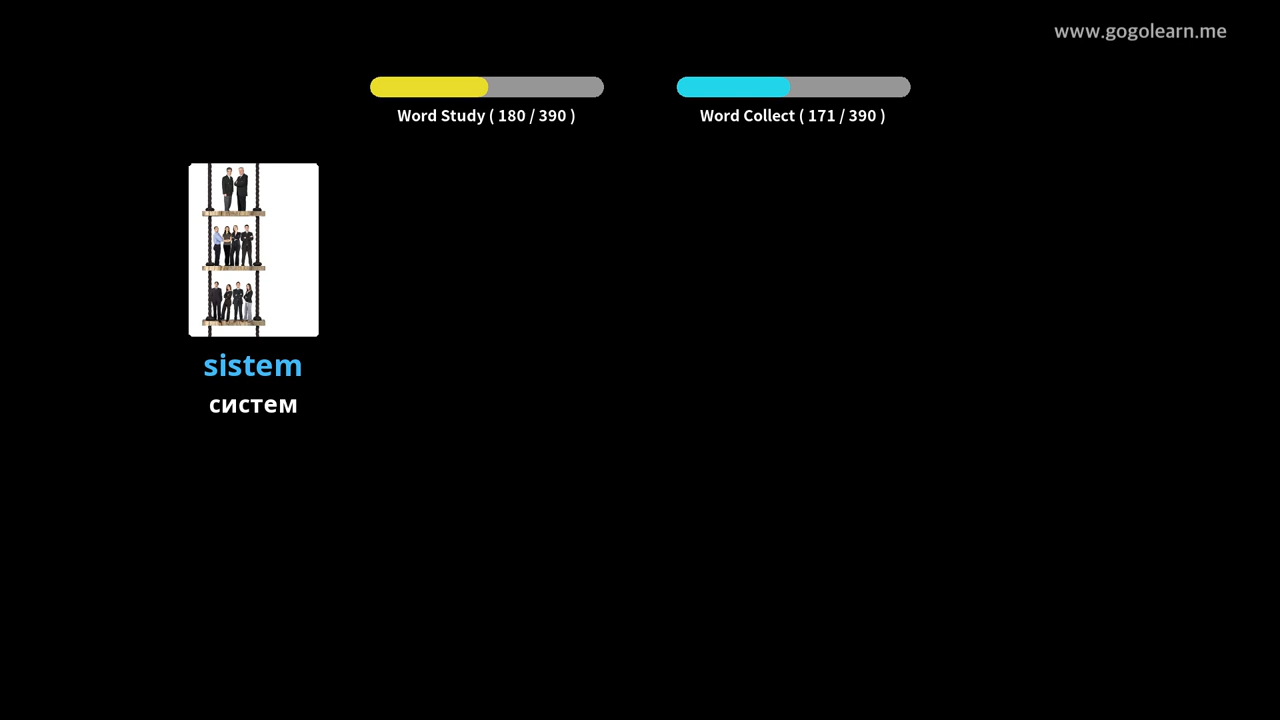 www.gogolearn.me
Word Study ( 180 / 390 )
Word Collect ( 171 / 390 )
sistem
систем